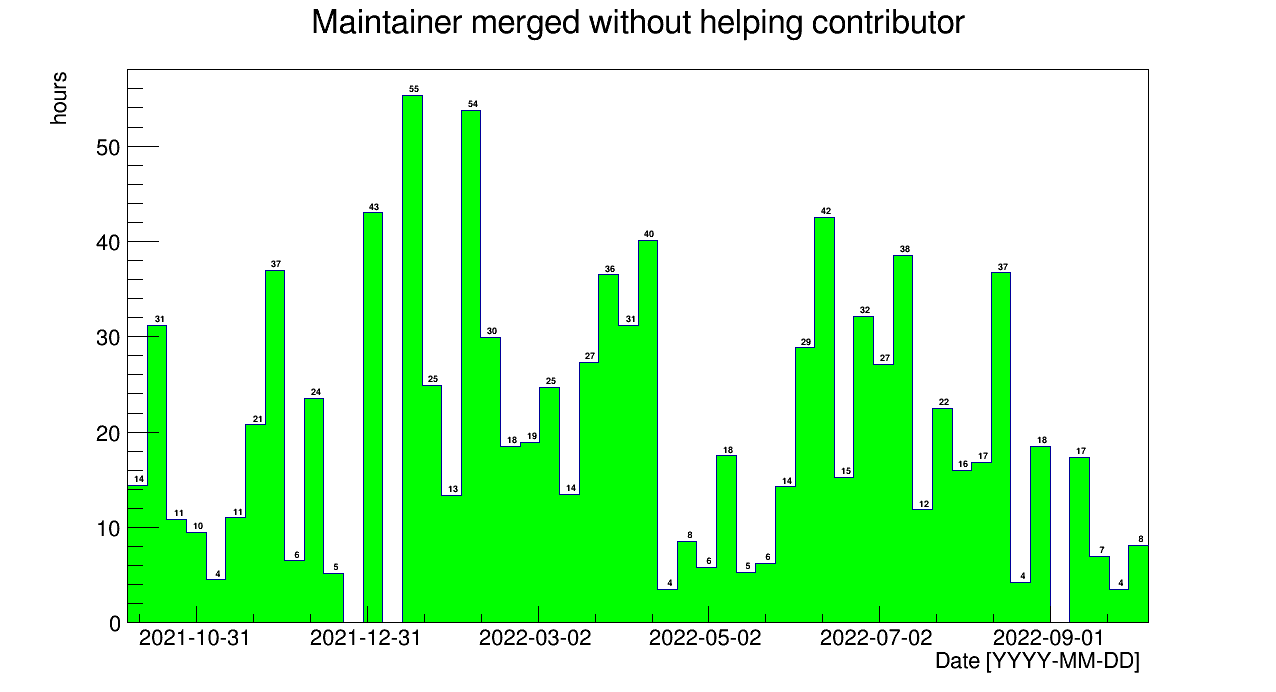 Maintainer merged without helping contributor
hours
50
40
30
20
10
0
14 31 11 10 4 11 21 37 6 24 5 43 55 25 13 54 30 18 19 25 14 27 36 31 40 4 8 6 18 5 6 14 29 42 15 32 27 38 12 22 16 17 37 4 18 17 7 4 8
2021-10-31 2021-12-31 2022-03-02 2022-05-02 2022-07-02 2022-09-01
Date [YYYY-MM-DD]